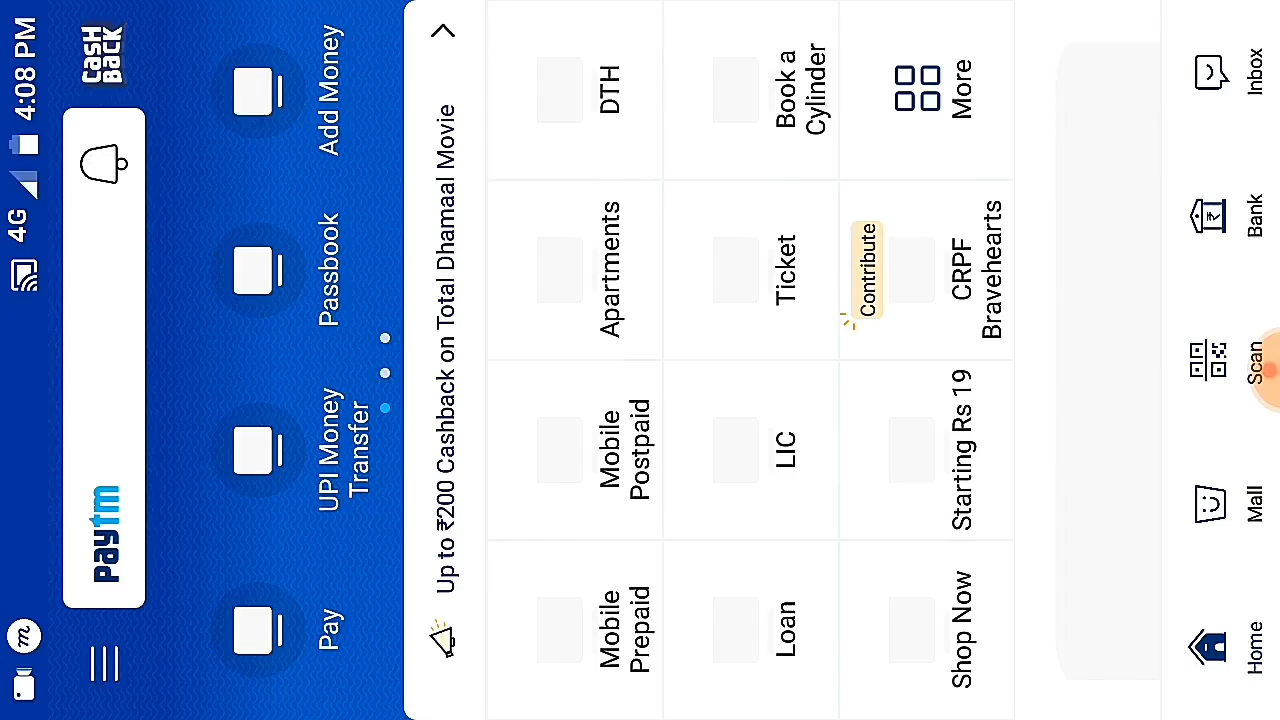 4G 4:08 PM
paytm
CASH
BACK
Pay
UPI Money
Transfer
Passbook
Add Money
Up to ₹200 Cashback on Total Dhamaal Movie
Mobile
Prepaid
Mobile
Postpaid
Apartments
DTH
Loan
LIC
Ticket
Book a
Cylinder
Contribute
Shop Now
Starting Rs 19
CRPF
Bravehearts
More
Home
Mall
Scan
Bank
Inbox